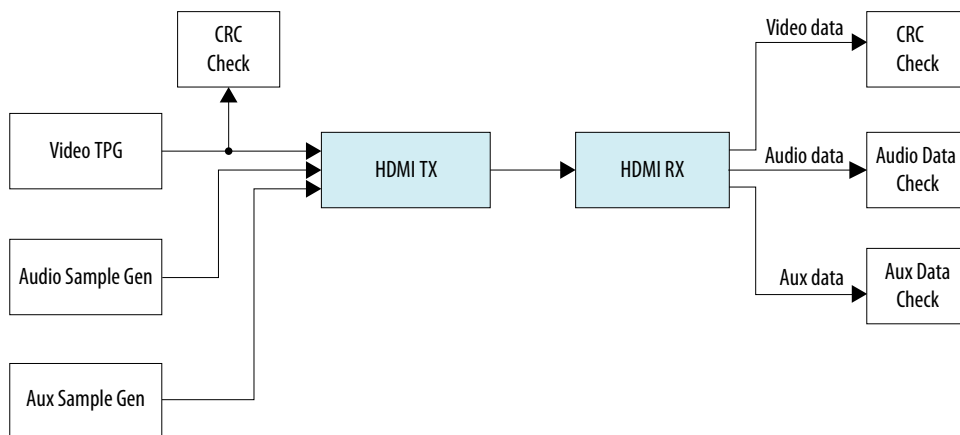 CRC
Check
Video TPG
Audio Sample Gen
Aux Sample Gen
HDMI TX
HDMI RX
Video data
Audio data
Aux data
CRC
Check
Audio Data
Check
Aux Data
Check